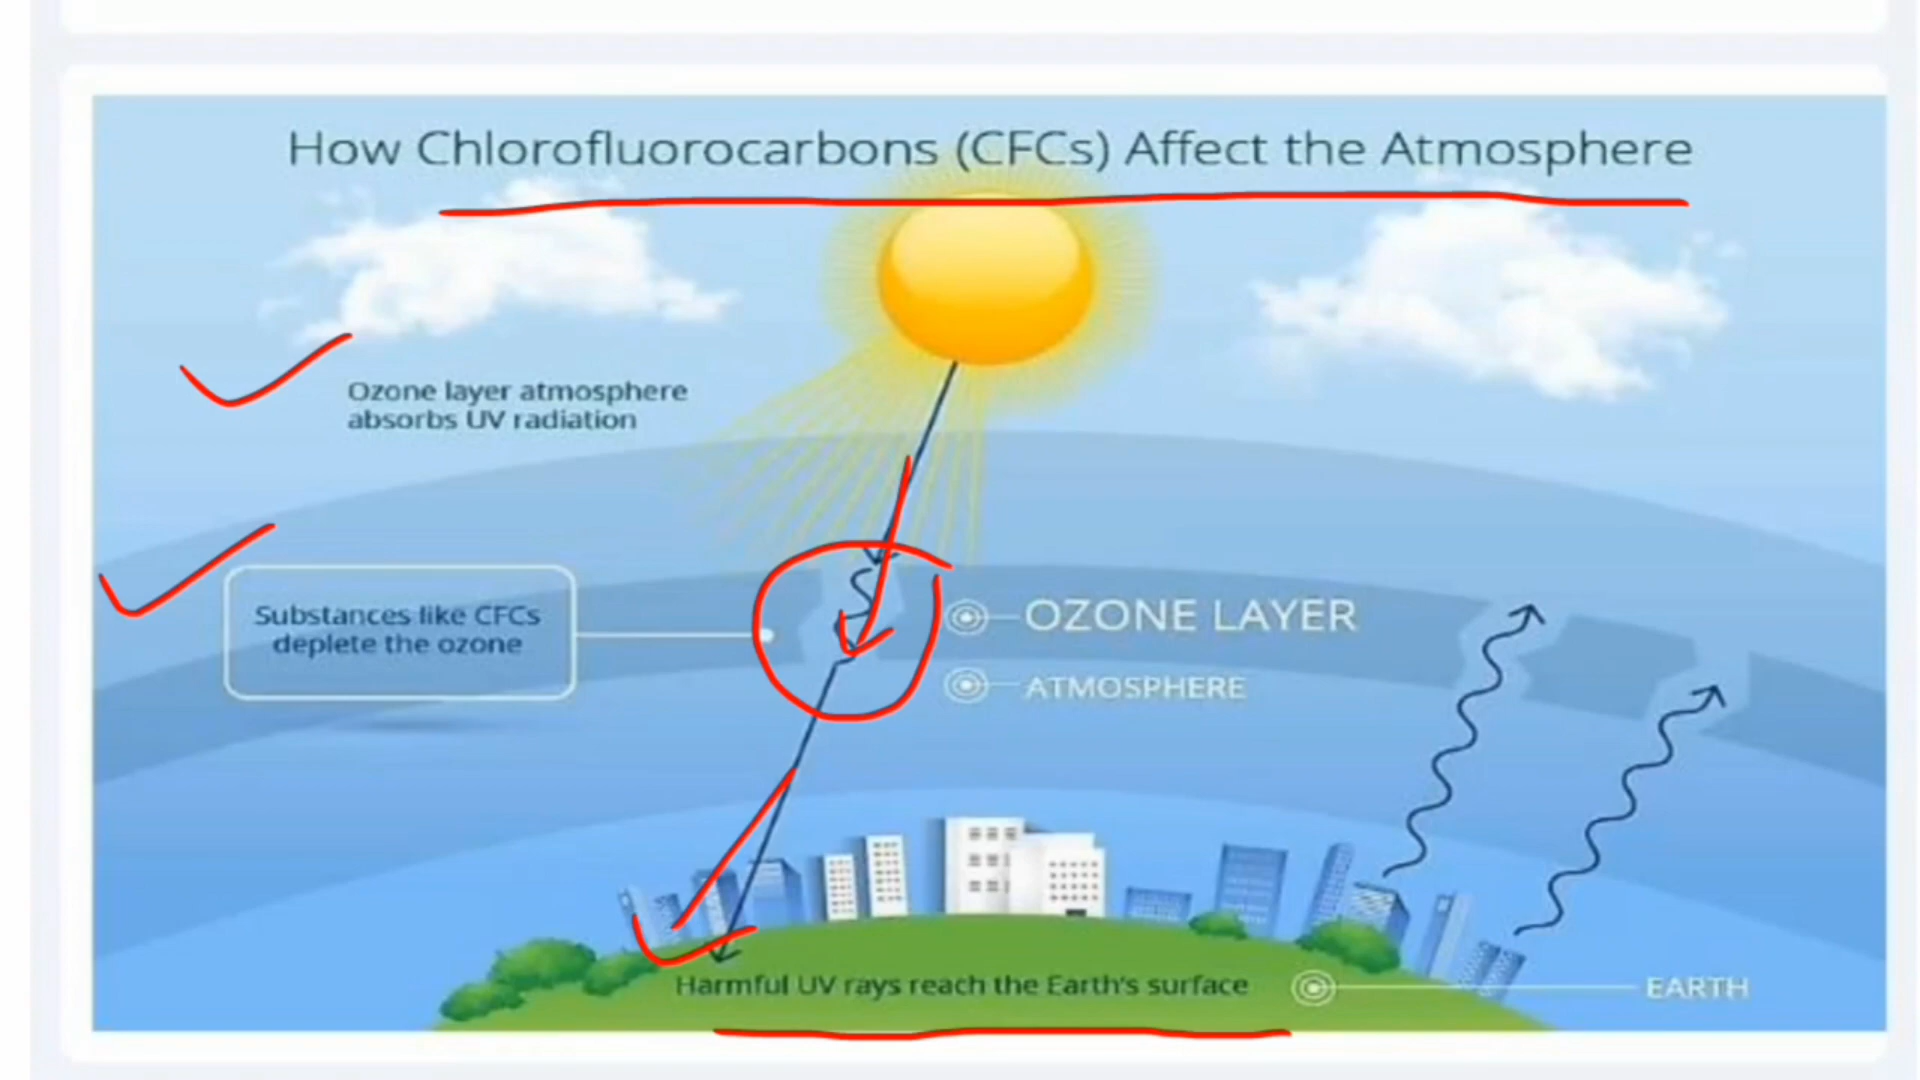 How Chlorofluorocarbons (CFCs) Affect the Atmosphere
Ozone layer atmosphere
absorbs UV radiation
Substances like CFCs
deplete the ozone
OZONE LAYER
ATMOSPHERE
Harmful UV rays reach the Earth's surface
EARTH